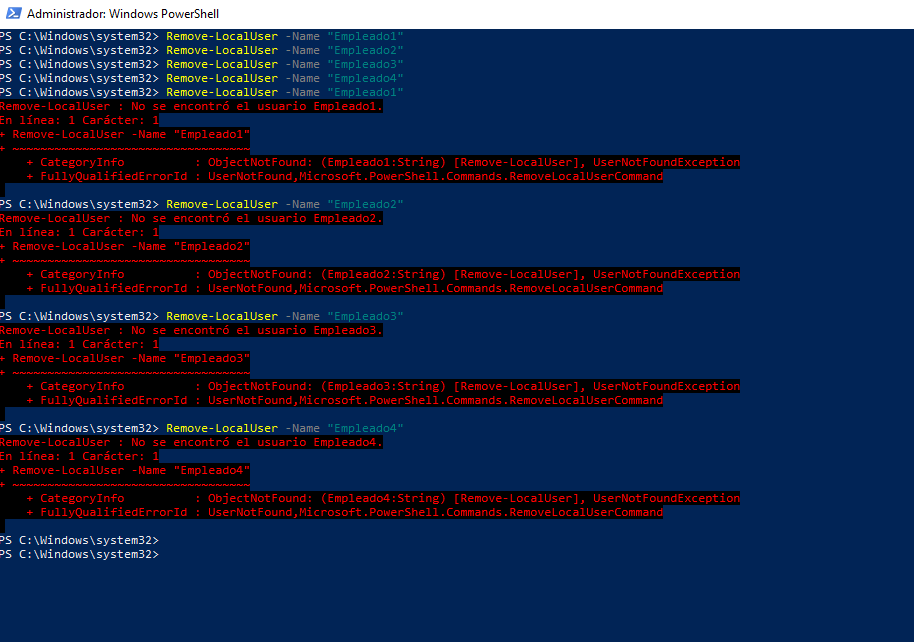 Administrador: Windows PowerShell
PS C:\Windows\system32> Remove-LocalUser -Name "Empleado1"
PS C:\Windows\system32> Remove-LocalUser -Name "Empleado2"
PS C:\Windows\system32> Remove-LocalUser -Name "Empleado3"
PS C:\Windows\system32> Remove-LocalUser -Name "Empleado4"
PS C:\Windows\system32> Remove-LocalUser -Name "Empleado1"
Remove-LocalUser : No se encontró el usuario Empleado1.
En línea: 1 Carácter: 1
+ Remove-LocalUser -Name "Empleado1"
+ ~~~~~~~~~~~~~~~~~~~~~~~~~~~~~~~~~~
    + CategoryInfo          : ObjectNotFound: (Empleado1:String) [Remove-LocalUser], UserNotFoundException
    + FullyQualifiedErrorId : UserNotFound,Microsoft.PowerShell.Commands.RemoveLocalUserCommand
PS C:\Windows\system32> Remove-LocalUser -Name "Empleado2"
Remove-LocalUser : No se encontró el usuario Empleado2.
En línea: 1 Carácter: 1
+ Remove-LocalUser -Name "Empleado2"
+ ~~~~~~~~~~~~~~~~~~~~~~~~~~~~~~~~~~
    + CategoryInfo          : ObjectNotFound: (Empleado2:String) [Remove-LocalUser], UserNotFoundException
    + FullyQualifiedErrorId : UserNotFound,Microsoft.PowerShell.Commands.RemoveLocalUserCommand
PS C:\Windows\system32> Remove-LocalUser -Name "Empleado3"
Remove-LocalUser : No se encontró el usuario Empleado3.
En línea: 1 Carácter: 1
+ Remove-LocalUser -Name "Empleado3"
+ ~~~~~~~~~~~~~~~~~~~~~~~~~~~~~~~~~~
    + CategoryInfo          : ObjectNotFound: (Empleado3:String) [Remove-LocalUser], UserNotFoundException
    + FullyQualifiedErrorId : UserNotFound,Microsoft.PowerShell.Commands.RemoveLocalUserCommand
PS C:\Windows\system32> Remove-LocalUser -Name "Empleado4"
Remove-LocalUser : No se encontró el usuario Empleado4.
En línea: 1 Carácter: 1
+ Remove-LocalUser -Name "Empleado4"
+ ~~~~~~~~~~~~~~~~~~~~~~~~~~~~~~~~~~
    + CategoryInfo          : ObjectNotFound: (Empleado4:String) [Remove-LocalUser], UserNotFoundException
    + FullyQualifiedErrorId : UserNotFound,Microsoft.PowerShell.Commands.RemoveLocalUserCommand
PS C:\Windows\system32>
PS C:\Windows\system32>